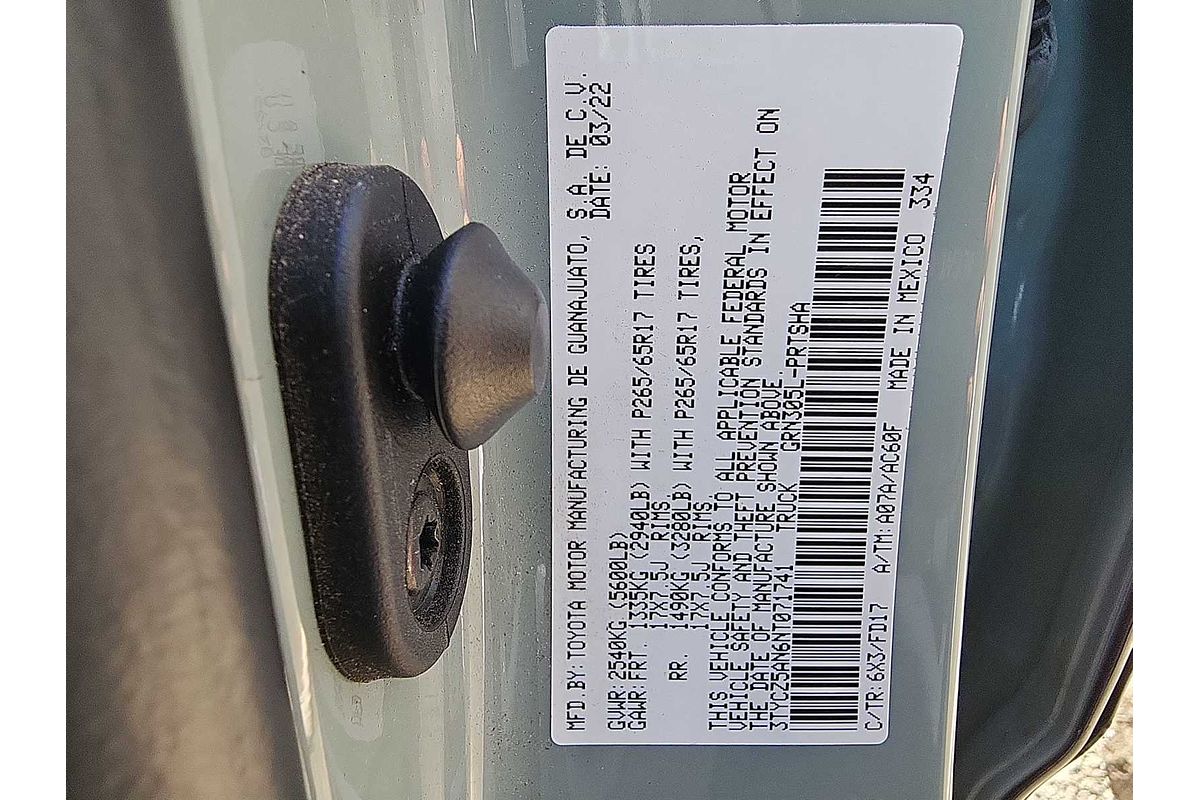 MFD.BY:TOYOTA MOTOR MANUFACTURING DE GUANAJUATO, S.A. DE C.V.
DATE: 03/22
GVWR:2540KG (5600LB)
GAWR:FRT. 1335KG (2940LB) WITH P265/65R17 TIRES
17X7.5J RIMS
RR. 1490KG (3280LB) WITH P265/65R17 TIRES,
17X7.5J RIMS
THIS VEHICLE CONFORMS TO ALL APPLICABLE FEDERAL MOTOR
VEHICLE SAFETY AND THEFT PREVENTION STANDARDS IN EFFECT ON
THE DATE OF MANUFACTURE SHOWN ABOVE.
3TYCZ5AN6NT071741 TRUCK GRN305L-PRTSHA
C/TR:6X3/FD17 A/TM:A07A/AC60F MADE IN MEXICO 334